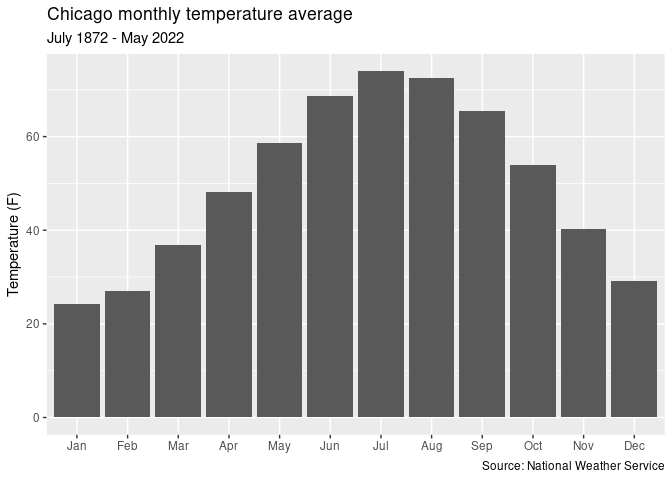 Chicago monthly temperature average
July 1872 - May 2022
Temperature (F)
60
40
20
0
Jan Feb Mar Apr May Jun Jul Aug Sep Oct Nov Dec
Source: National Weather Service